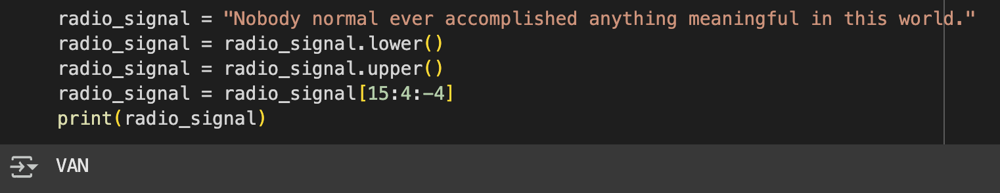 radio_signal = "Nobody normal ever accomplished anything meaningful in this world."
radio_signal = radio_signal.lower()
radio_signal = radio_signal.upper()
radio_signal = radio_signal[15:4:-4]
print(radio_signal)
VAN